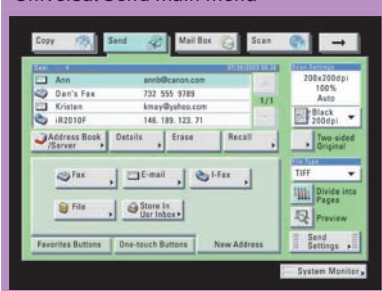 Universal Send Main Menu
Copy
Send
Mail Box
Scan
Ann annb@canon.com
Dan's Fax 732 555 9789
Kristen kmay@yahoo.com
iR2010F 146.189.123.71
1/1
Scan Settings
200x200dpi
100%
Auto
Black
200dpi
Address Book
/Server
Details
Erase
Recall
Two-sided
Original
File Type
TIFF
Fax
E-mail
I-Fax
File
Store In
Usr Inbox
Divide into
Pages
Preview
Send
Settings
Favorites Buttons
One-touch Buttons
New Address
System Monitor